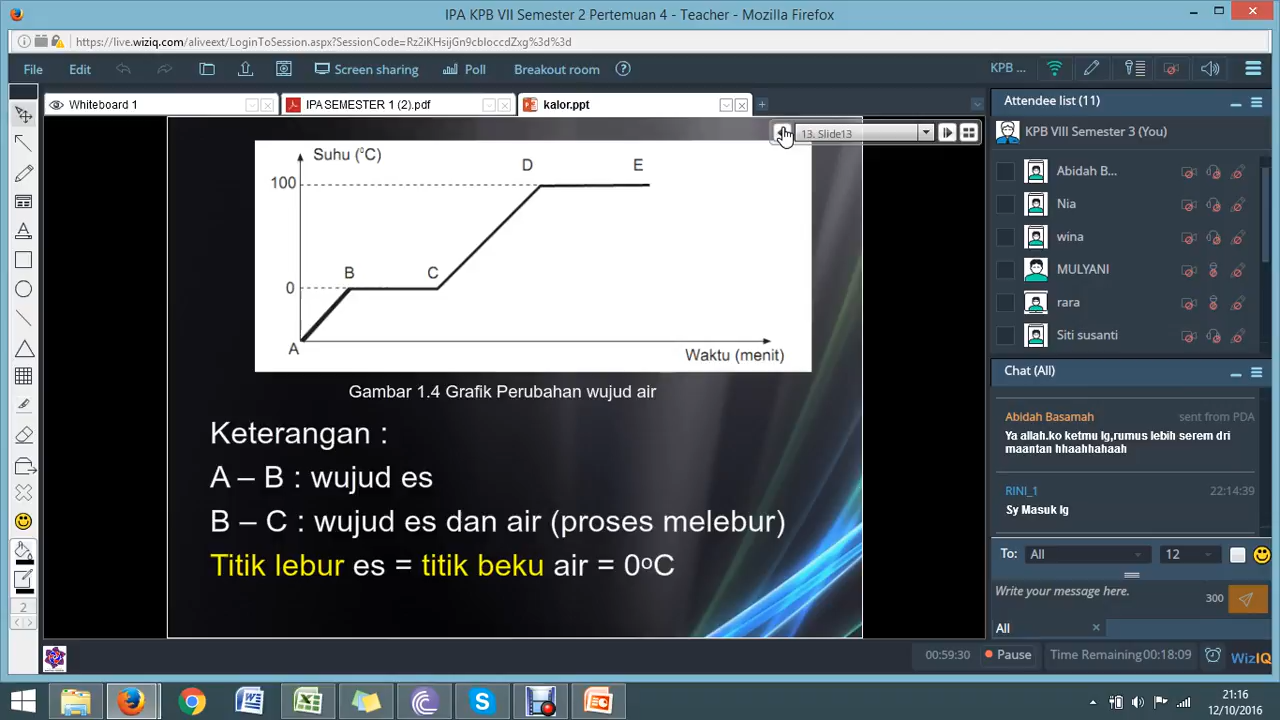 IPA KPB VII Semester 2 Pertemuan 4 - Teacher - Mozilla Firefox
https://live.wiziq.com/aliveext/LoginToSession.aspx?SessionCode=Rz2iKHsijGn9cbloccdZxg%3d%3d
File Edit Screen sharing Poll Breakout room KPB ...
Whiteboard 1
IPASEMESTER 1 (2).pdf
kalor.ppt
13. Slide13
Suhu (°C)
D E
100
B C
0
A
Waktu (menit)
Gambar 1.4 Grafik Perubahan wujud air
Keterangan :
A – B : wujud es
B – C : wujud es dan air (proses melebur)
Titik lebur es = titik beku air = 0oC
2
Attendee list (11)
KPB VIII Semester 3 (You)
Abidah B...
Nia
wina
MULYANI
rara
Siti susanti
Chat (All)
Abidah Basamah sent from PDA
Ya allah.ko ketmu lg,rumus lebih serem dri
maantan hhaahhahaah
RINI_1 22:14:39
Sy Masuk lg
To: All 12
Write your message here. 300
All
00:59:30 Pause Time Remaining 00:18:09 WizIQ
21:16
12/10/2016